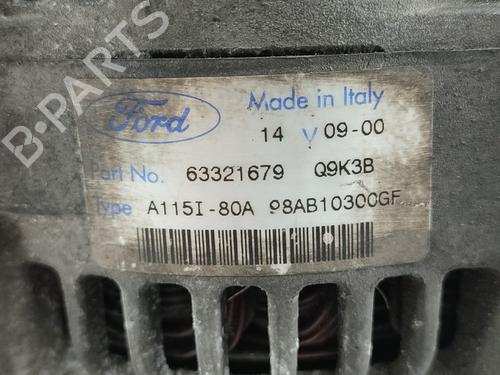 B-PARTS
Ford
Made in Italy
14 V 09-00
Part No. 63321679 Q9K3B
Type A115I-80A 98AB10300GF